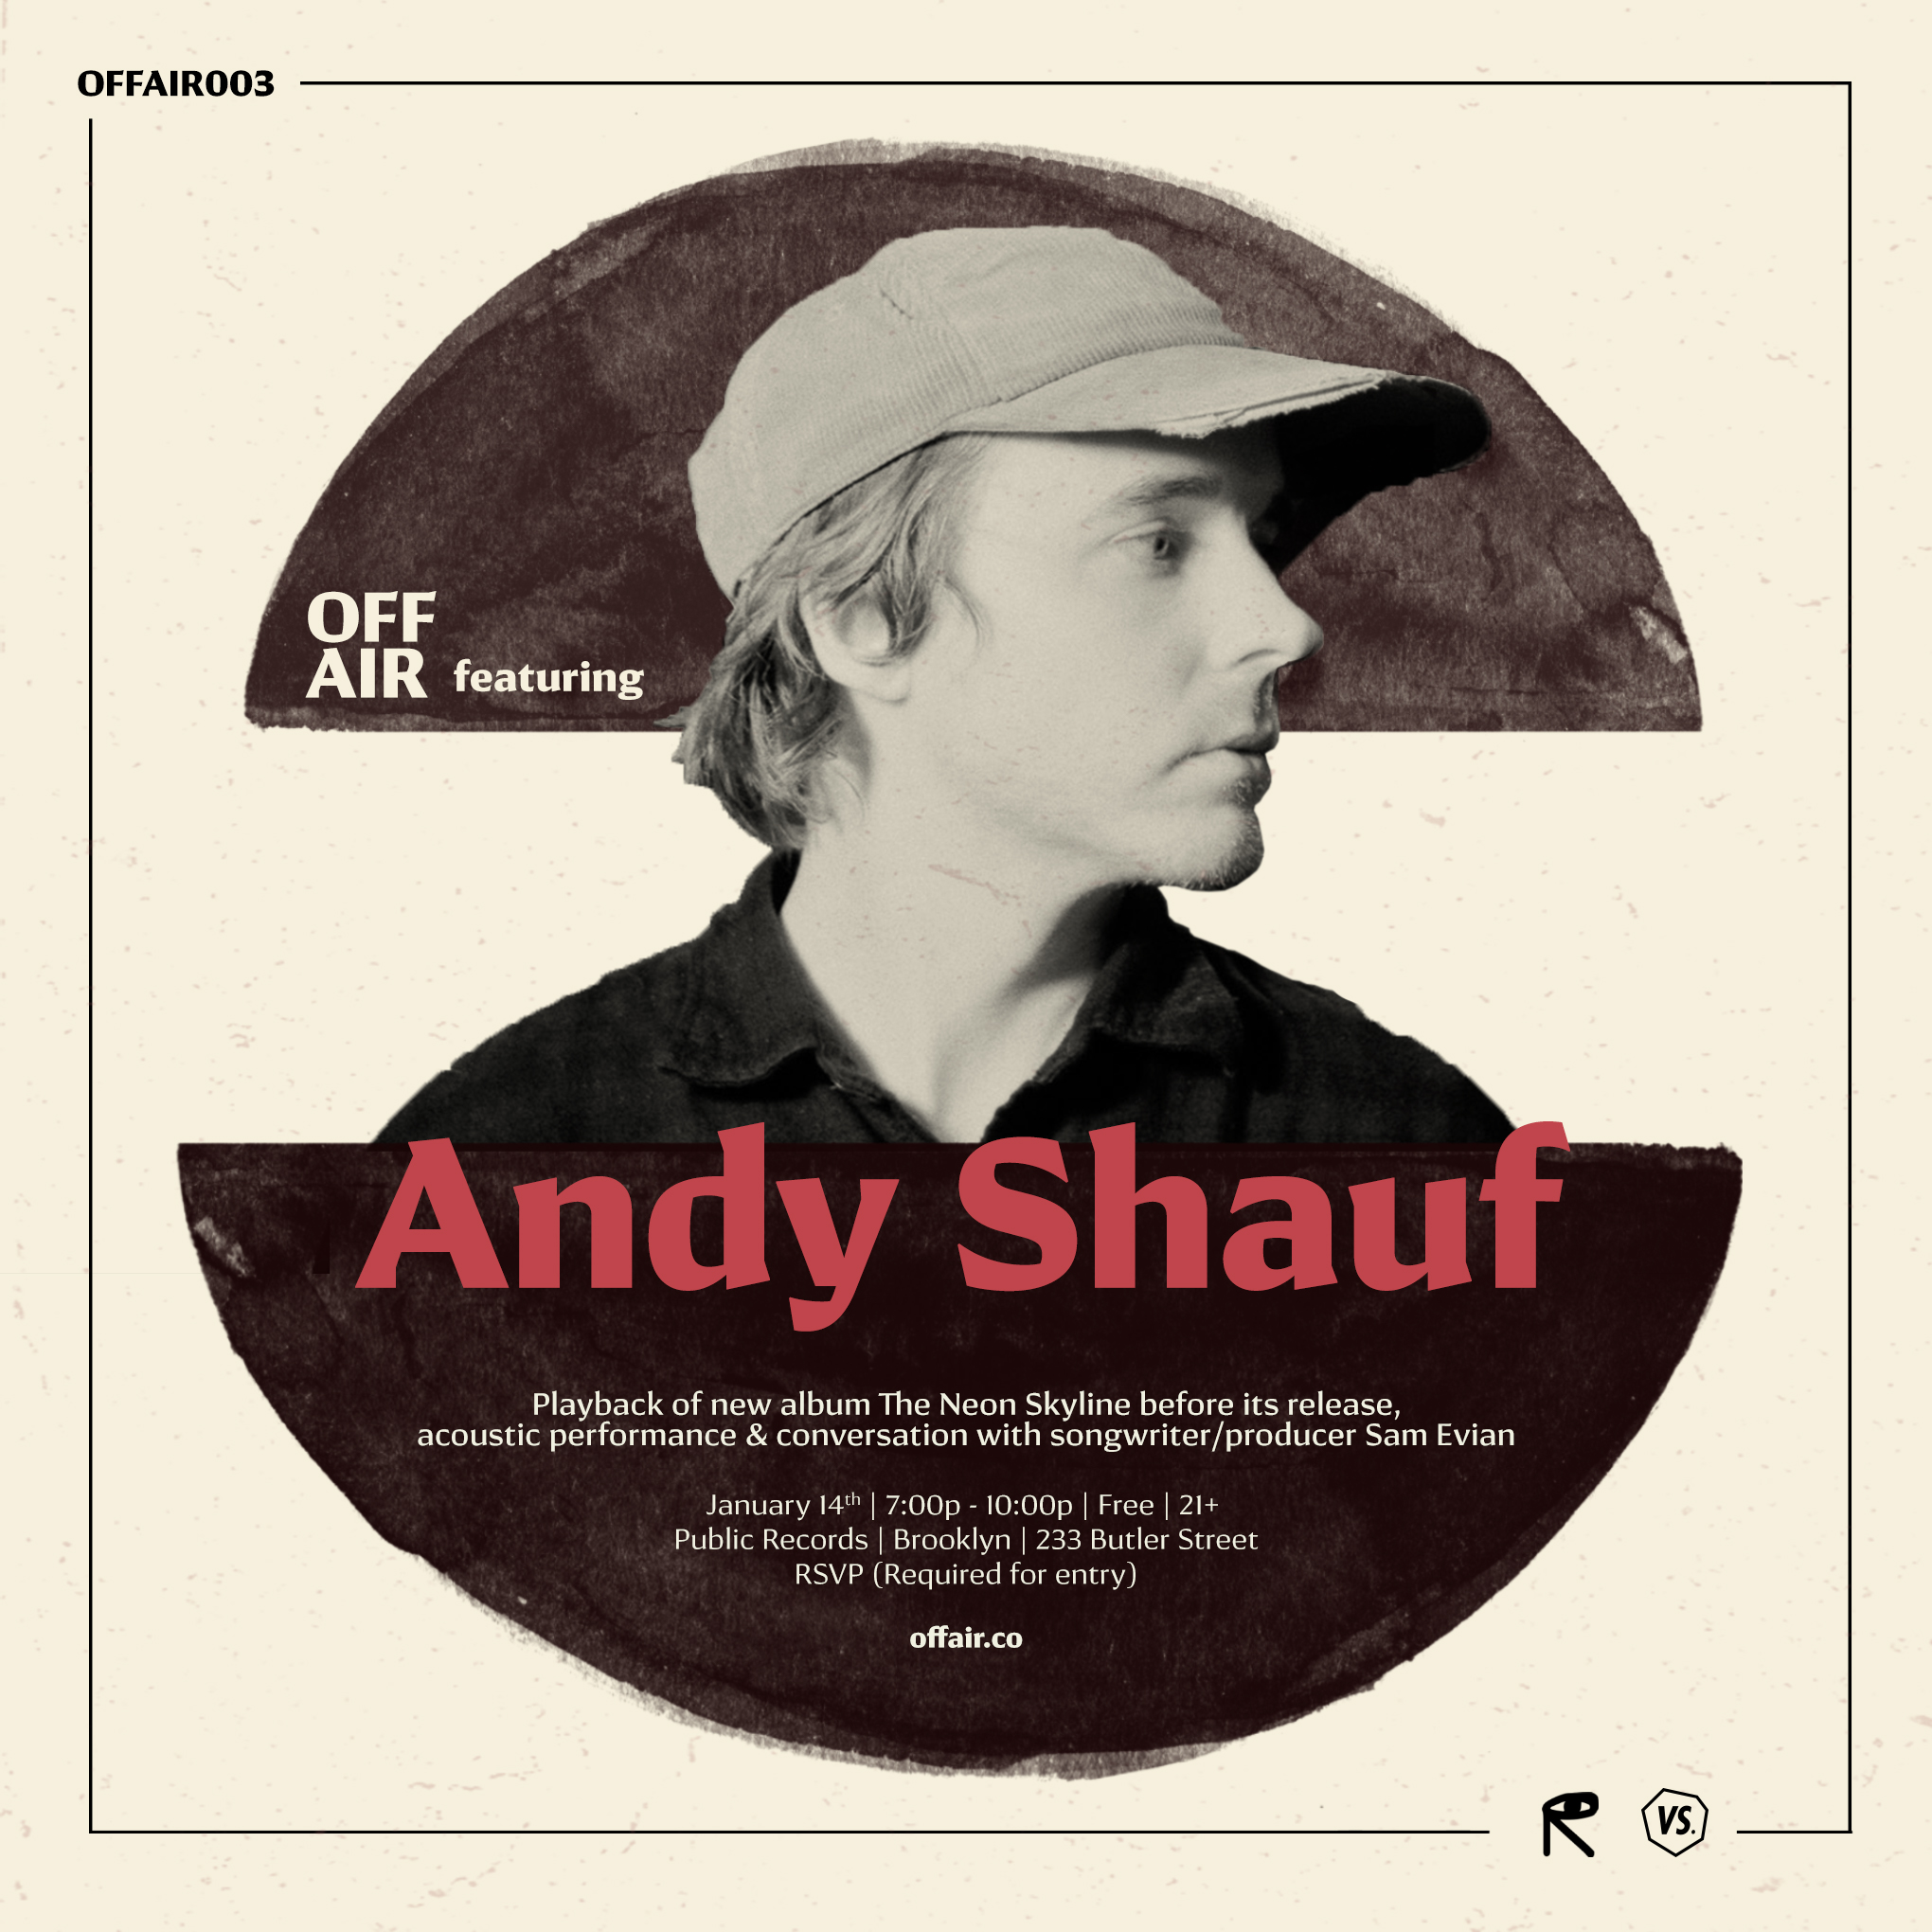 OFFAIR003
OFF
AIR featuring
Andy Shauf
Playback of new album The Neon Skyline before its release,
acoustic performance & conversation with songwriter/producer Sam Evian
January 14th | 7:00p - 10:00p | Free | 21+
Public Records | Brooklyn | 233 Butler Street
RSVP (Required for entry)
offair.co
R VS.